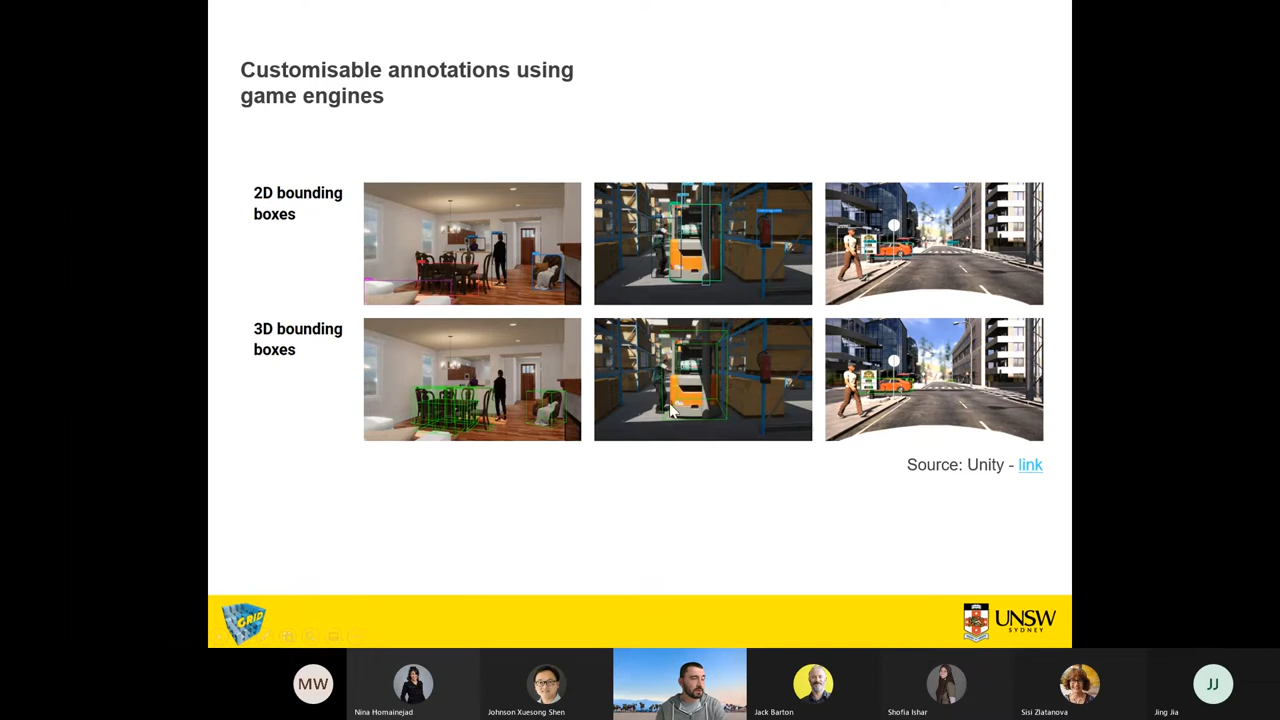 Customisable annotations using
game engines
2D bounding
boxes
3D bounding
boxes
Source: Unity - link
GRID
UNSW
SYDNEY
MW
Nina Homainejad
Johnson Xuesong Shen
Jack Barton
Shofia Ishar
Sisi Zlatanova
JJ
Jing Jia